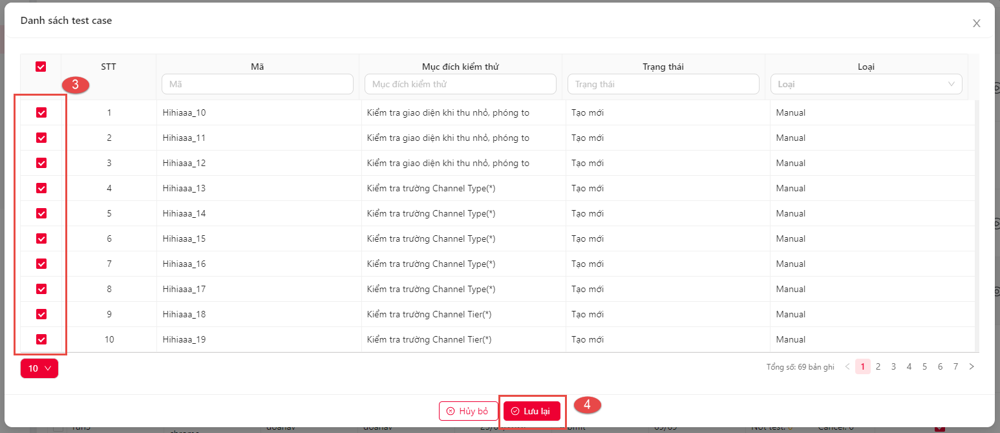 Danh sách test case
STT Mã Mục đích kiểm thử Trạng thái Loại
Mã Mục đích kiểm thử Trạng thái Loại
3
1 Hihiaaa_10 Kiểm tra giao diện khi thu nhỏ, phóng to Tạo mới Manual
2 Hihiaaa_11 Kiểm tra giao diện khi thu nhỏ, phóng to Tạo mới Manual
3 Hihiaaa_12 Kiểm tra giao diện khi thu nhỏ, phóng to Tạo mới Manual
4 Hihiaaa_13 Kiểm tra trường Channel Type(*) Tạo mới Manual
5 Hihiaaa_14 Kiểm tra trường Channel Type(*) Tạo mới Manual
6 Hihiaaa_15 Kiểm tra trường Channel Type(*) Tạo mới Manual
7 Hihiaaa_16 Kiểm tra trường Channel Type(*) Tạo mới Manual
8 Hihiaaa_17 Kiểm tra trường Channel Type(*) Tạo mới Manual
9 Hihiaaa_18 Kiểm tra trường Channel Tier(*) Tạo mới Manual
10 Hihiaaa_19 Kiểm tra trường Channel Tier(*) Tạo mới Manual
10 Tổng số: 69 bản ghi 1 2 3 4 5 6 7
Hủy bỏ Lưu lại 4